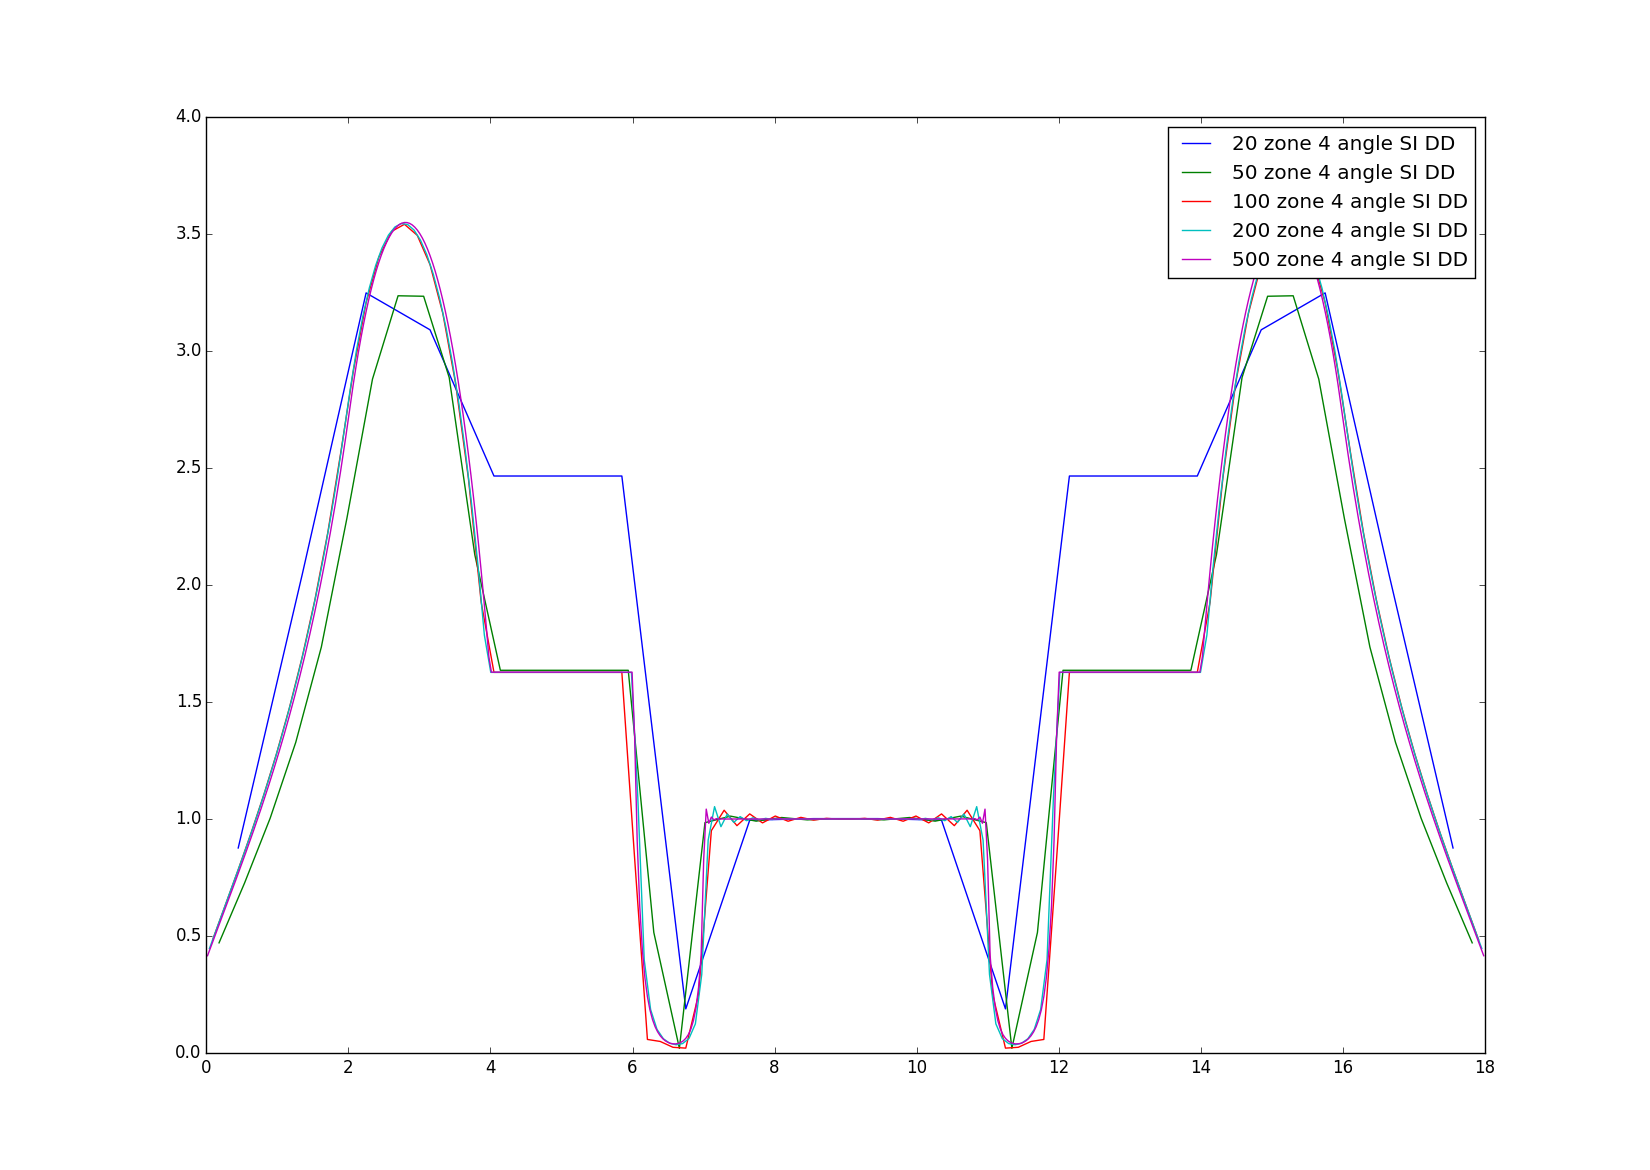 4.0
3.5
3.0
2.5
2.0
1.5
1.0
0.5
0.0
0 2 4 6 8 10 12 14 16 18
20 zone 4 angle SI DD
50 zone 4 angle SI DD
100 zone 4 angle SI DD
200 zone 4 angle SI DD
500 zone 4 angle SI DD